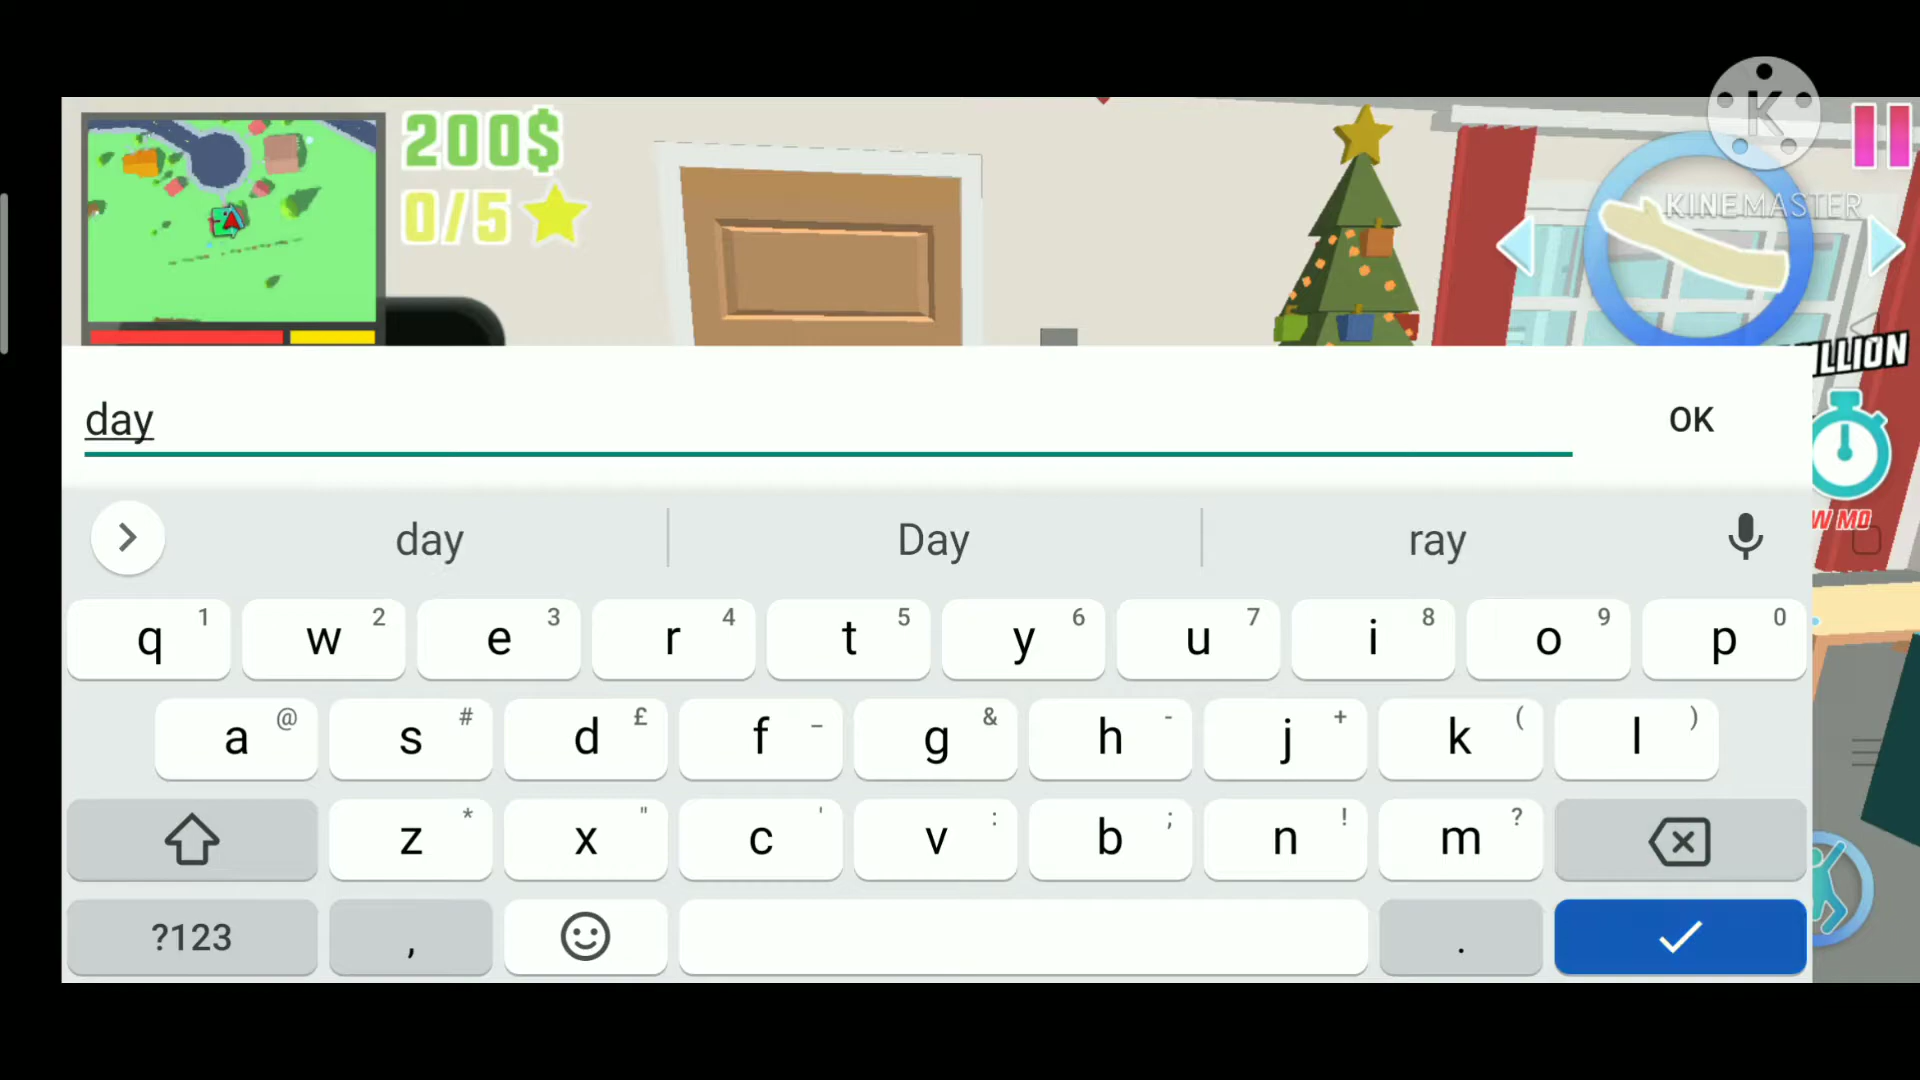 200$
0/5
K
KINEMASTER
ILLION
W MO
day
OK
day Day ray
q 1 w 2 e 3 r 4 t 5 y 6 u 7 i 8 o 9 p 0
a @ s # d £ f _ g & h - j + k ( l )
z * x " c ' v : b ; n ! m ?
?123 , .